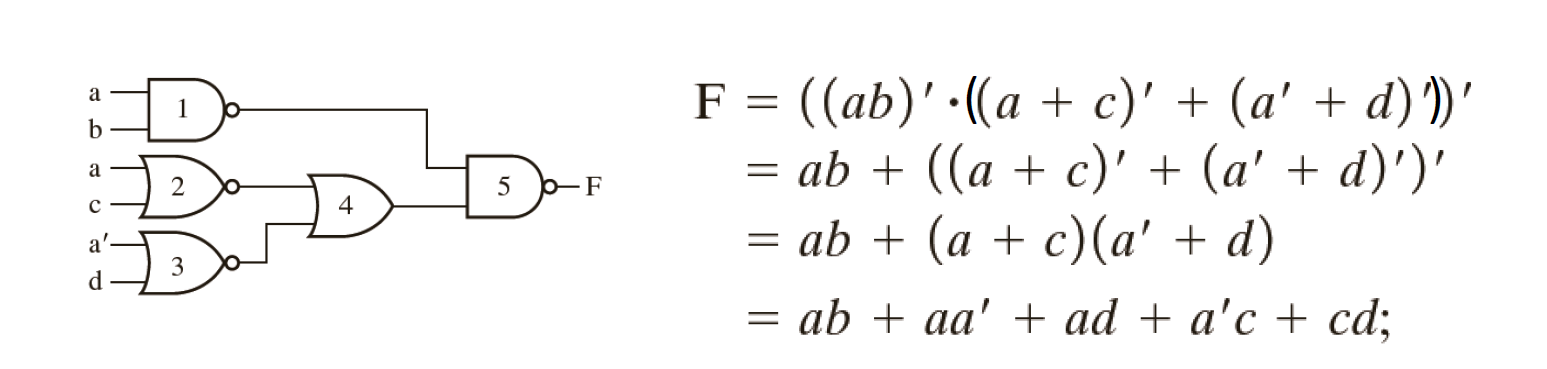 a
b
1
a
c
2
a′
d
3
4
5
F
F = ((ab)′ ·((a + c)′ + (a′ + d)′))′
= ab + ((a + c)′ + (a′ + d)′)′
= ab + (a + c)(a′ + d)
= ab + aa′ + ad + a′c + cd;